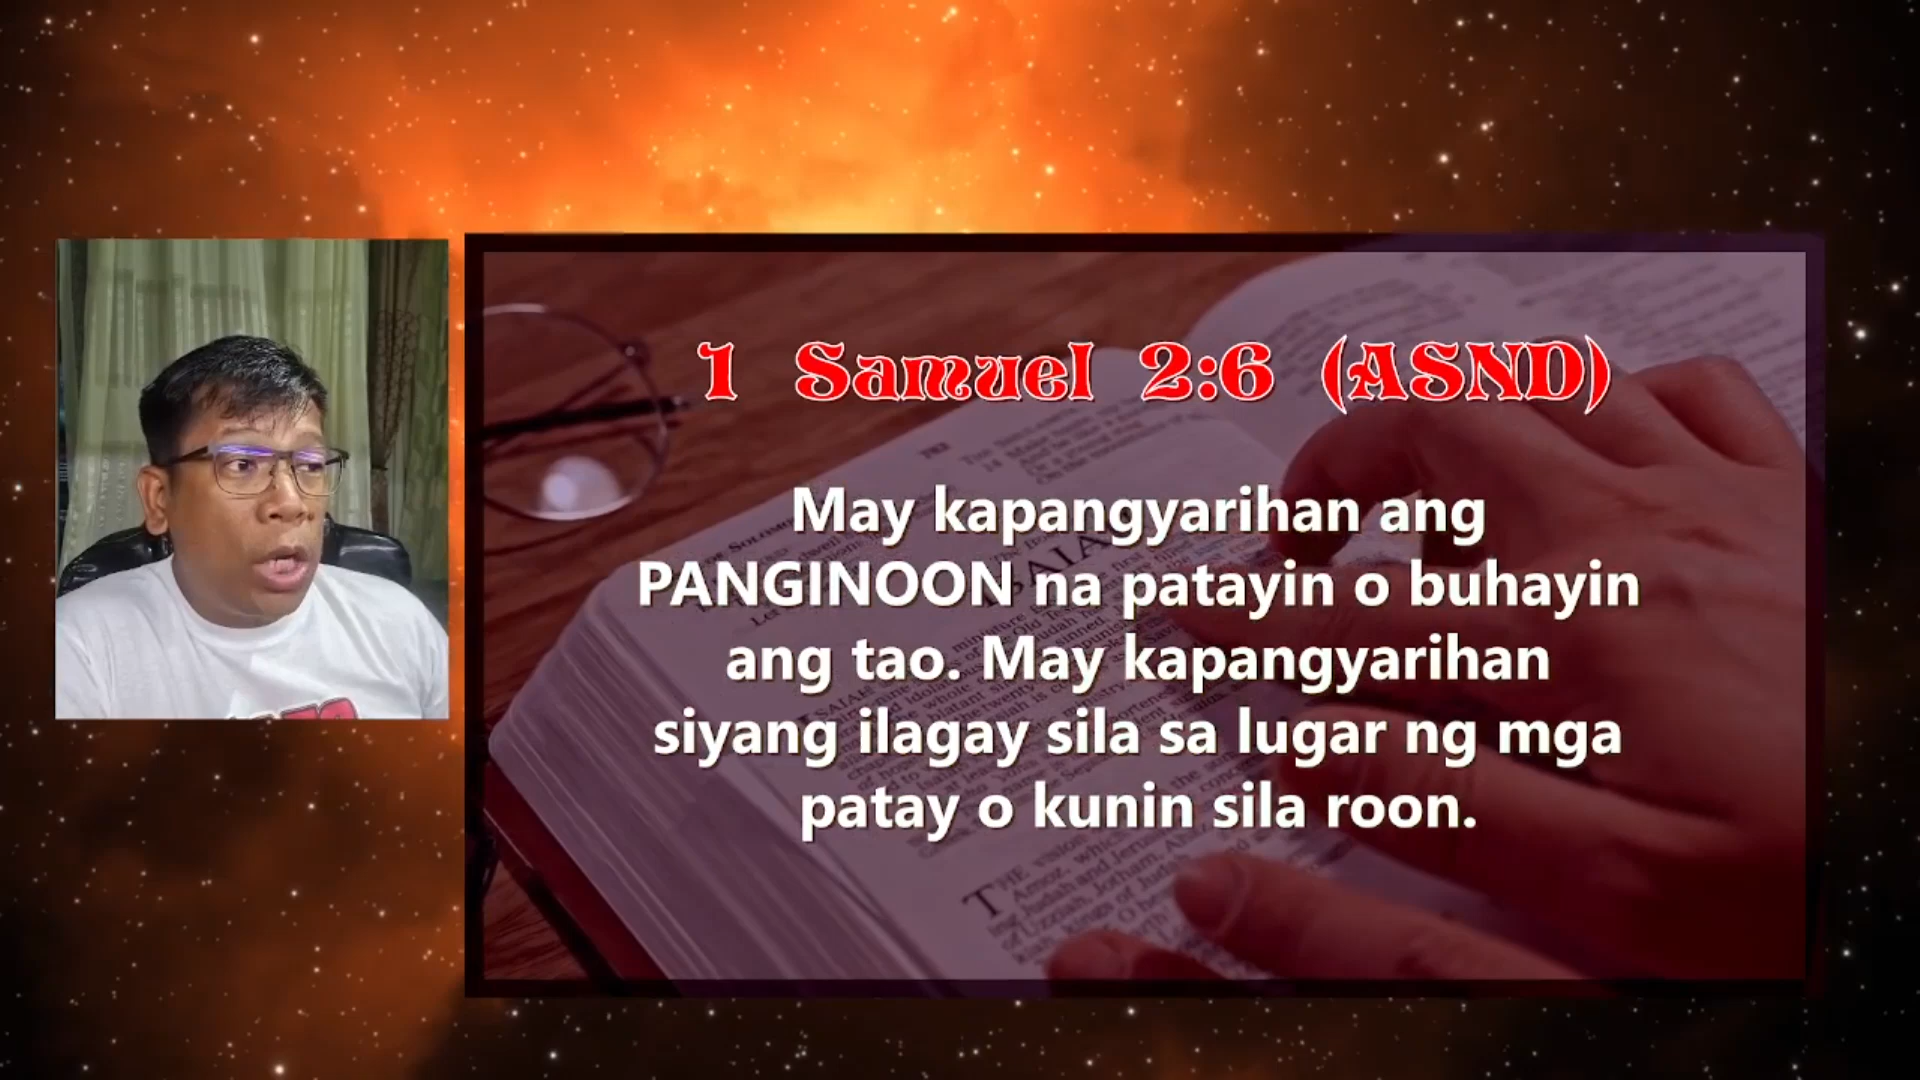 1 Samuel 2:6 (ASND)
May kapangyarihan ang
PANGINOON na patayin o buhayin
ang tao. May kapangyarihan
siyang ilagay sila sa lugar ng mga
patay o kunin sila roon.